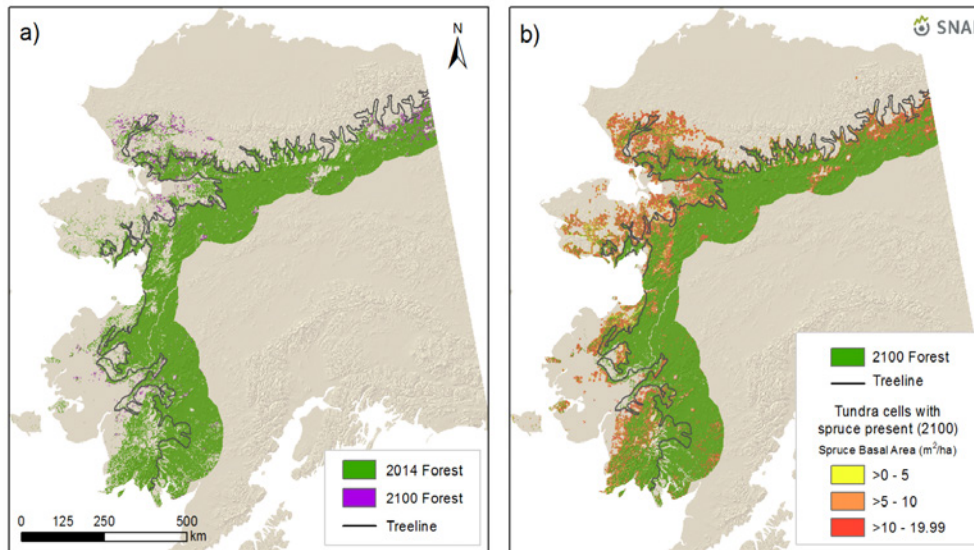 a)
N
2014 Forest
2100 Forest
Treeline
0 125 250 500
km
b)
SNAP
2100 Forest
Treeline
Tundra cells with
spruce present (2100)
Spruce Basal Area (m²/ha)
>0 - 5
>5 - 10
>10 - 19.99